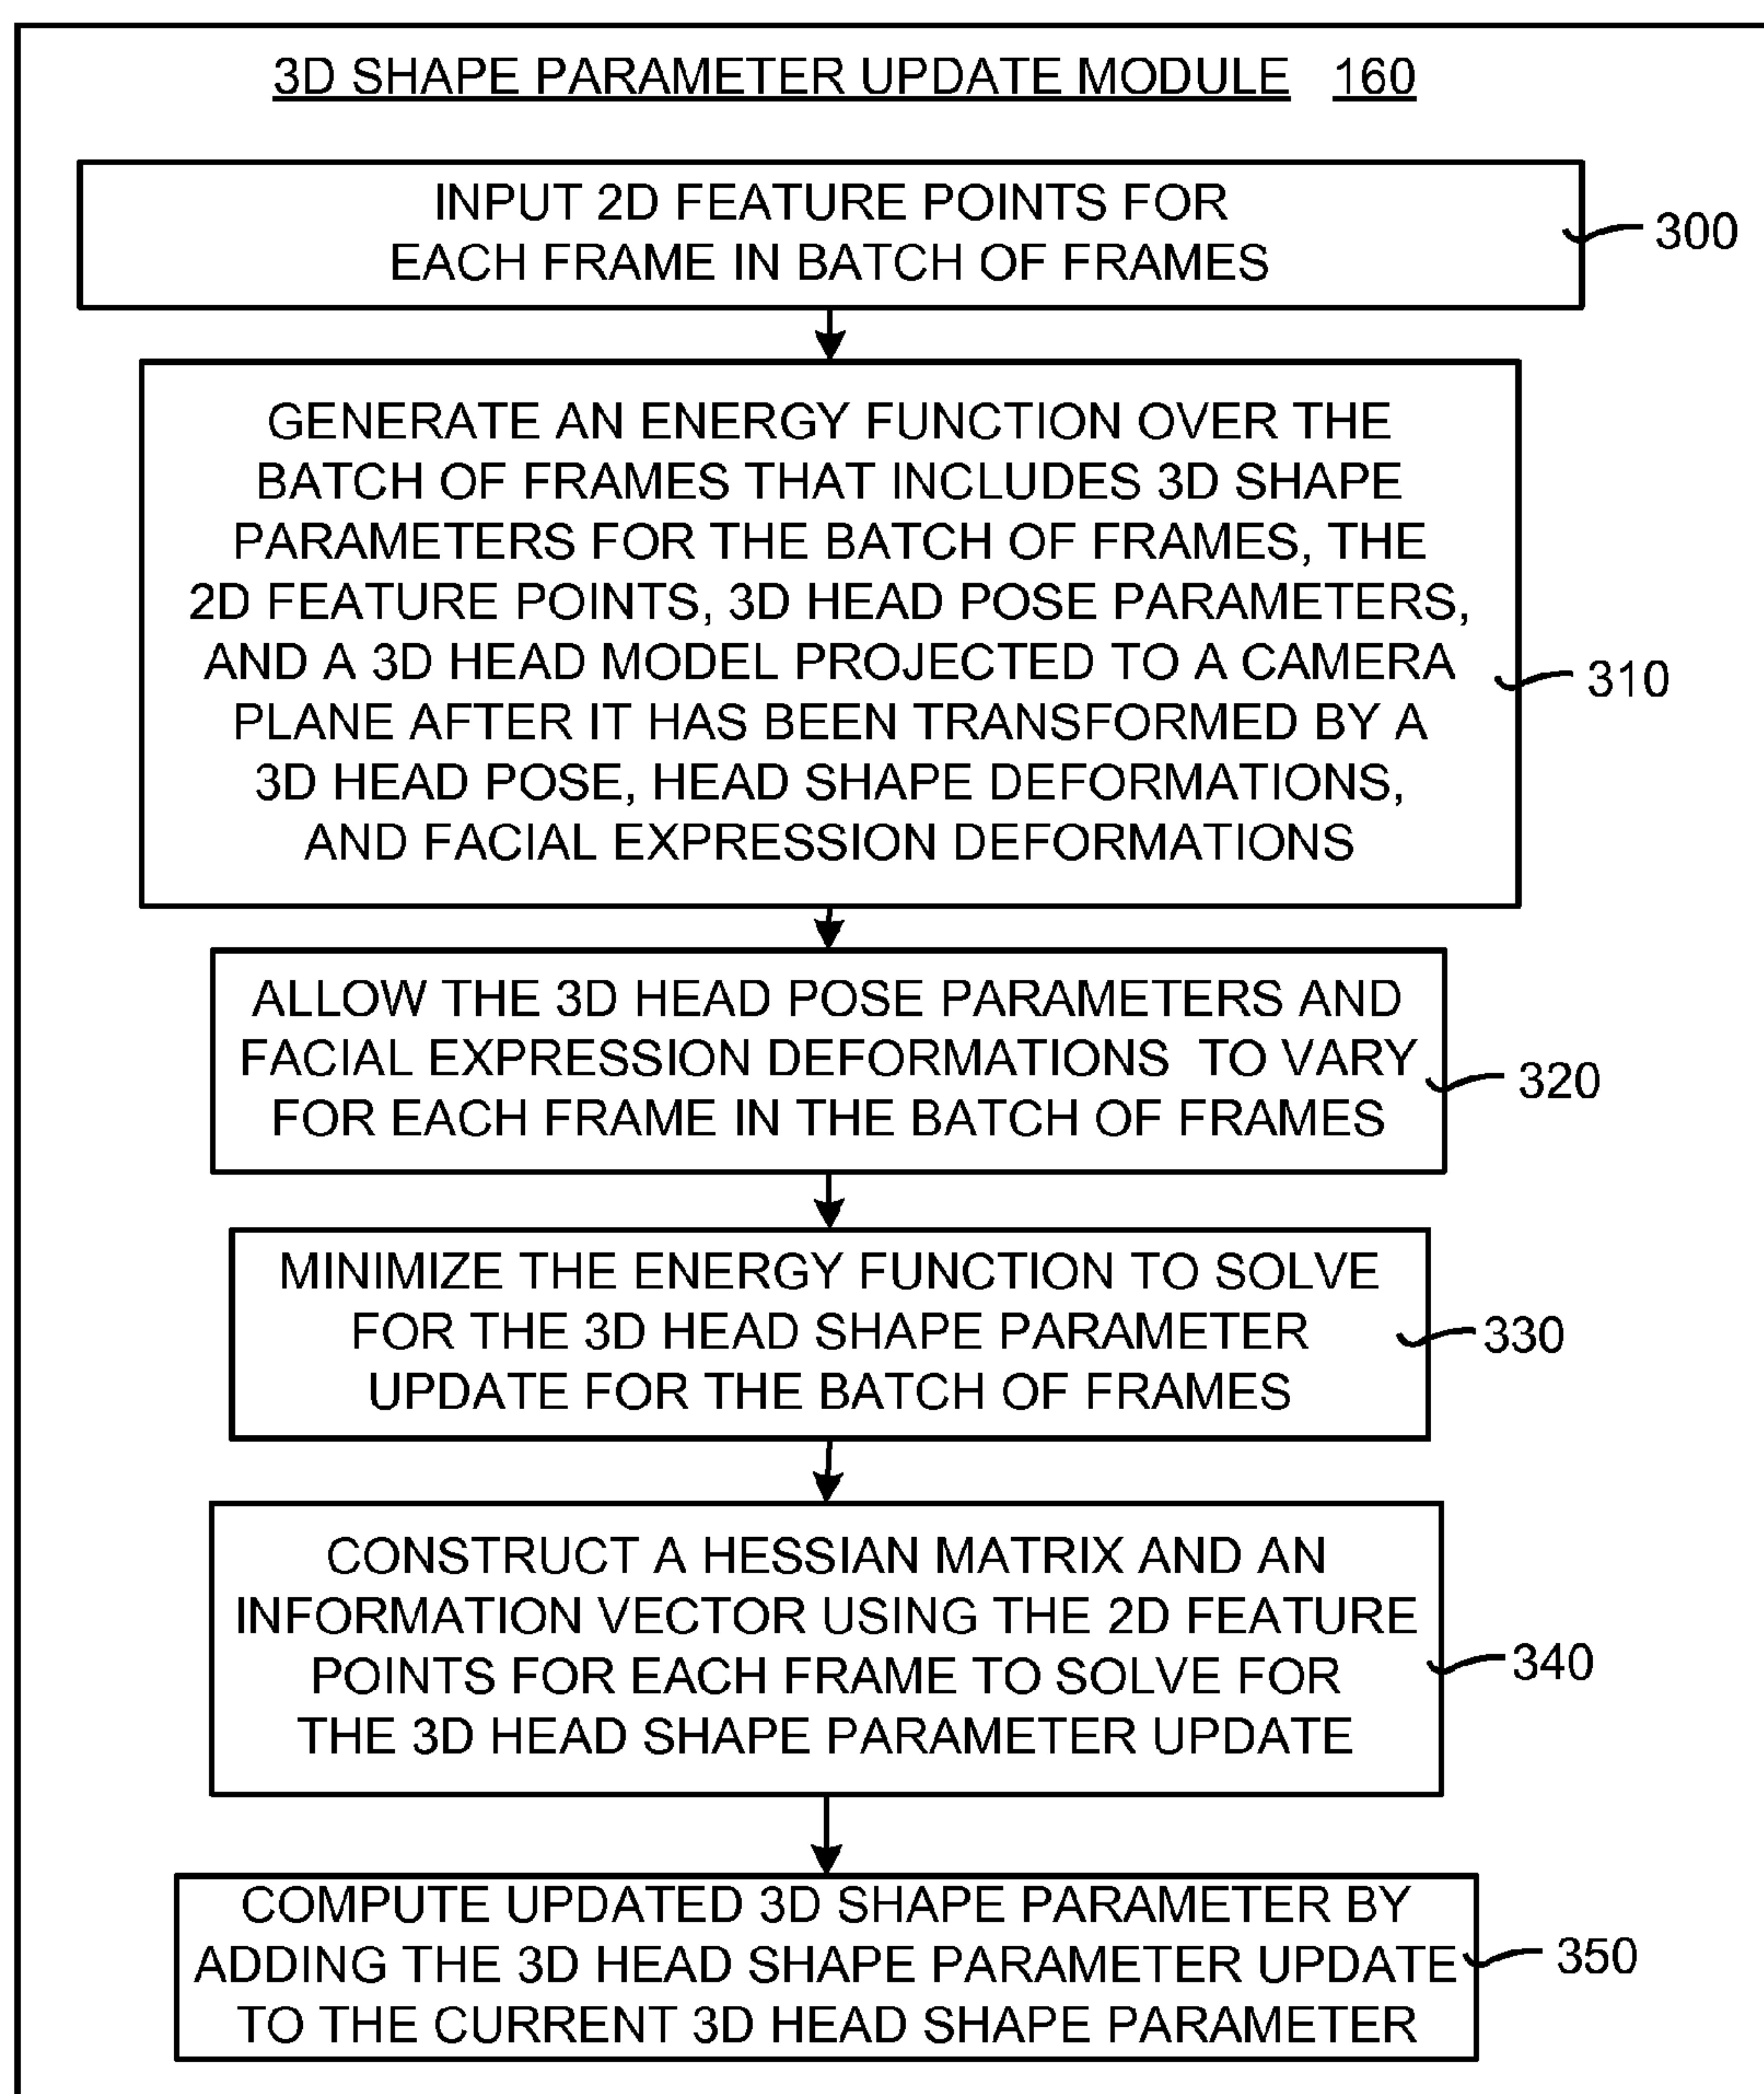 3D SHAPE PARAMETER UPDATE MODULE 160
INPUT 2D FEATURE POINTS FOR
EACH FRAME IN BATCH OF FRAMES
300
GENERATE AN ENERGY FUNCTION OVER THE
BATCH OF FRAMES THAT INCLUDES 3D SHAPE
PARAMETERS FOR THE BATCH OF FRAMES, THE
2D FEATURE POINTS, 3D HEAD POSE PARAMETERS,
AND A 3D HEAD MODEL PROJECTED TO A CAMERA
PLANE AFTER IT HAS BEEN TRANSFORMED BY A
3D HEAD POSE, HEAD SHAPE DEFORMATIONS,
AND FACIAL EXPRESSION DEFORMATIONS
310
ALLOW THE 3D HEAD POSE PARAMETERS AND
FACIAL EXPRESSION DEFORMATIONS TO VARY
FOR EACH FRAME IN THE BATCH OF FRAMES
320
MINIMIZE THE ENERGY FUNCTION TO SOLVE
FOR THE 3D HEAD SHAPE PARAMETER
UPDATE FOR THE BATCH OF FRAMES
330
CONSTRUCT A HESSIAN MATRIX AND AN
INFORMATION VECTOR USING THE 2D FEATURE
POINTS FOR EACH FRAME TO SOLVE FOR
THE 3D HEAD SHAPE PARAMETER UPDATE
340
COMPUTE UPDATED 3D SHAPE PARAMETER BY
ADDING THE 3D HEAD SHAPE PARAMETER UPDATE
TO THE CURRENT 3D HEAD SHAPE PARAMETER
350